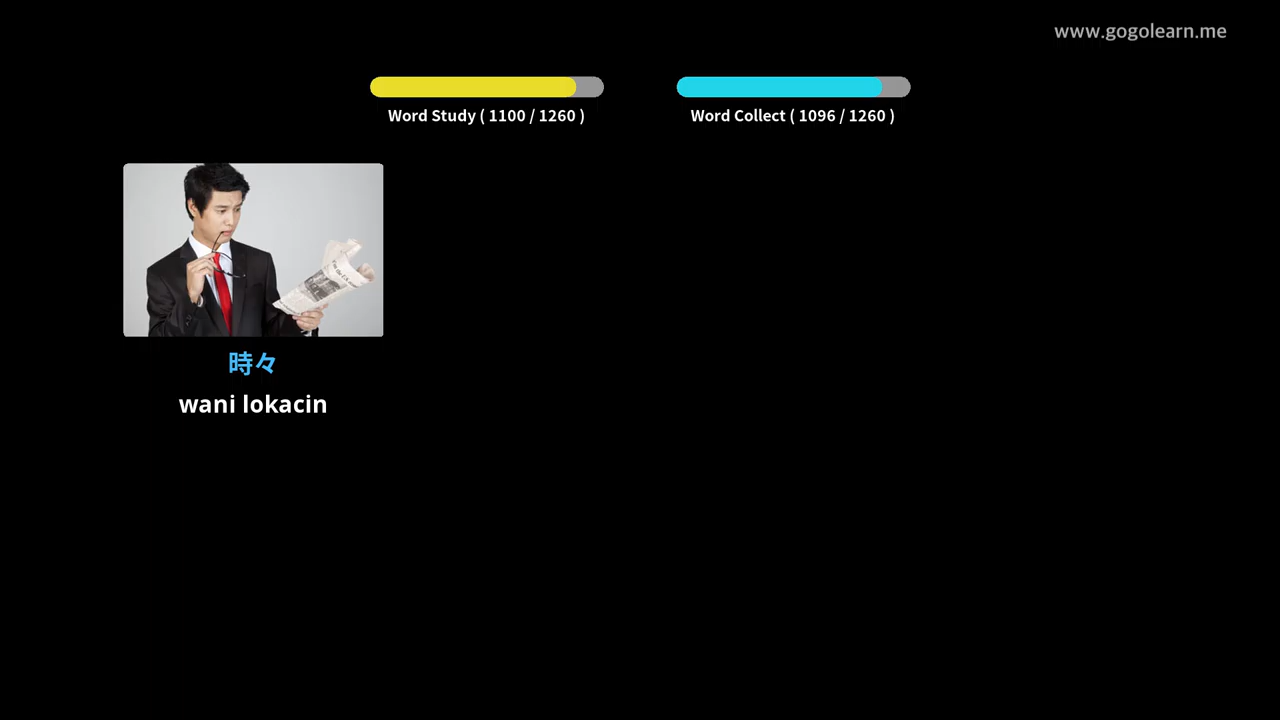 www.gogolearn.me
Word Study ( 1100 / 1260 )
Word Collect ( 1096 / 1260 )
時々
wani lokacin